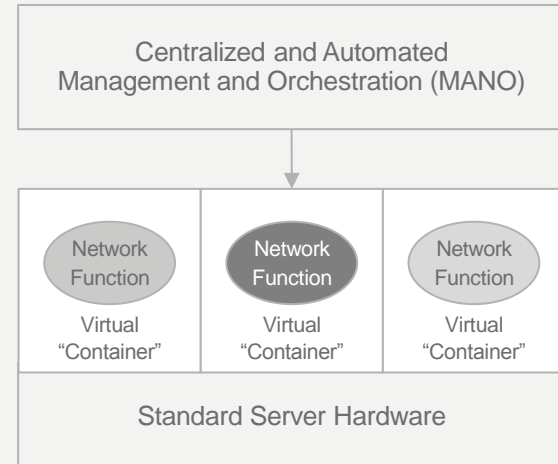 Centralized and Automated
Management and Orchestration (MANO)
Network
Function
Virtual
“Container”
Network
Function
Virtual
“Container”
Network
Function
Virtual
“Container”
Standard Server Hardware